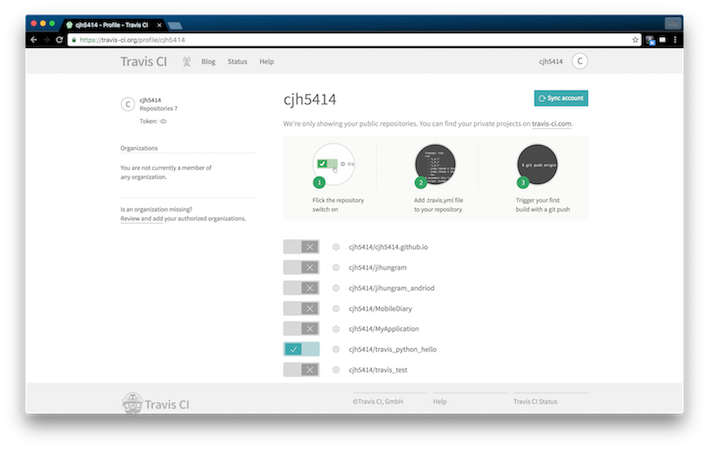 cjh5414 - Profile - Travis CI
https://travis-ci.org/profile/cjh5414
Travis CI
Blog
Status
Help
cjh5414
C
C
cjh5414
Repositories 7
Token:
Organizations
You are not currently a member
of any organization.
Is an organization missing?
Review and add your authorized organizations.
cjh5414
Sync account
We're only showing your public repositories. You can find your private projects on travis-ci.com.
1
Flick the repository
switch on
2
Add .travis.yml file
to your repository
$ git push origin
3
Trigger your first
build with a git push
cjh5414/cjh5414.github.io
cjh5414/jihungram
cjh5414/jihungram_andriod
cjh5414/MobileDiary
cjh5414/MyApplication
cjh5414/travis_python_hello
cjh5414/travis_test
Travis CI
©Travis CI, GmbH
Help
Travis CI Status